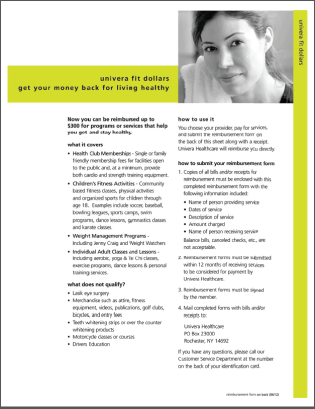 univera fit dollars
univera fit dollars
get your money back for living healthy
Now you can be reimbursed up to
$300 for programs or services that help
you get and stay healthy.
what it covers
• Health Club Memberships - Single or family
friendly membership fees for facilities open
to the public and, at a minimum, provide
both cardio and strength training equipment.
• Children's Fitness Activities - Community
based fitness classes, physical activities
and organized sports for children through
age 18. Examples include soccer, baseball,
bowling leagues, sports camps, swim
programs, dance lessons, gymnastics classes
and karate classes.
• Weight Management Programs -
Including Jenny Craig and Weight Watchers
• Individual Adult Classes and Lessons -
Including aerobic, yoga & Tai Chi classes,
exercise programs, dance lessons & personal
training services.
what does not qualify?
• Lasik eye surgery
• Merchandise such as attire, fitness
equipment, videos, publications, golf clubs,
bicycles, and entry fees
• Teeth whitening strips or over the counter
whitening products
• Motorcycle classes or courses
• Drivers Education
how to use it
You choose your provider, pay for services,
and submit the reimbursement form on
the back of this sheet along with a receipt.
Univera Healthcare will reimburse you directly.
how to submit your reimbursement form
1. Copies of all bills and/or receipts for
reimbursement must be enclosed with this
completed reimbursement form with the
following information included:
• Name of person providing service
• Dates of service
• Description of service
• Amount charged
• Name of person receiving service
Balance bills, canceled checks, etc., are
not acceptable.
2. Reimbursement forms must be submitted
within 12 months of receiving services
to be considered for payment by
Univera Healthcare.
3. Reimbursement forms must be signed
by the member.
4. Mail completed forms with bills and/or
receipts to:
Univera Healthcare
PO Box 23000
Rochester, NY 14692
If you have any questions, please call our
Customer Service Department at the number
on the back of your identification card.
reimbursement form on back